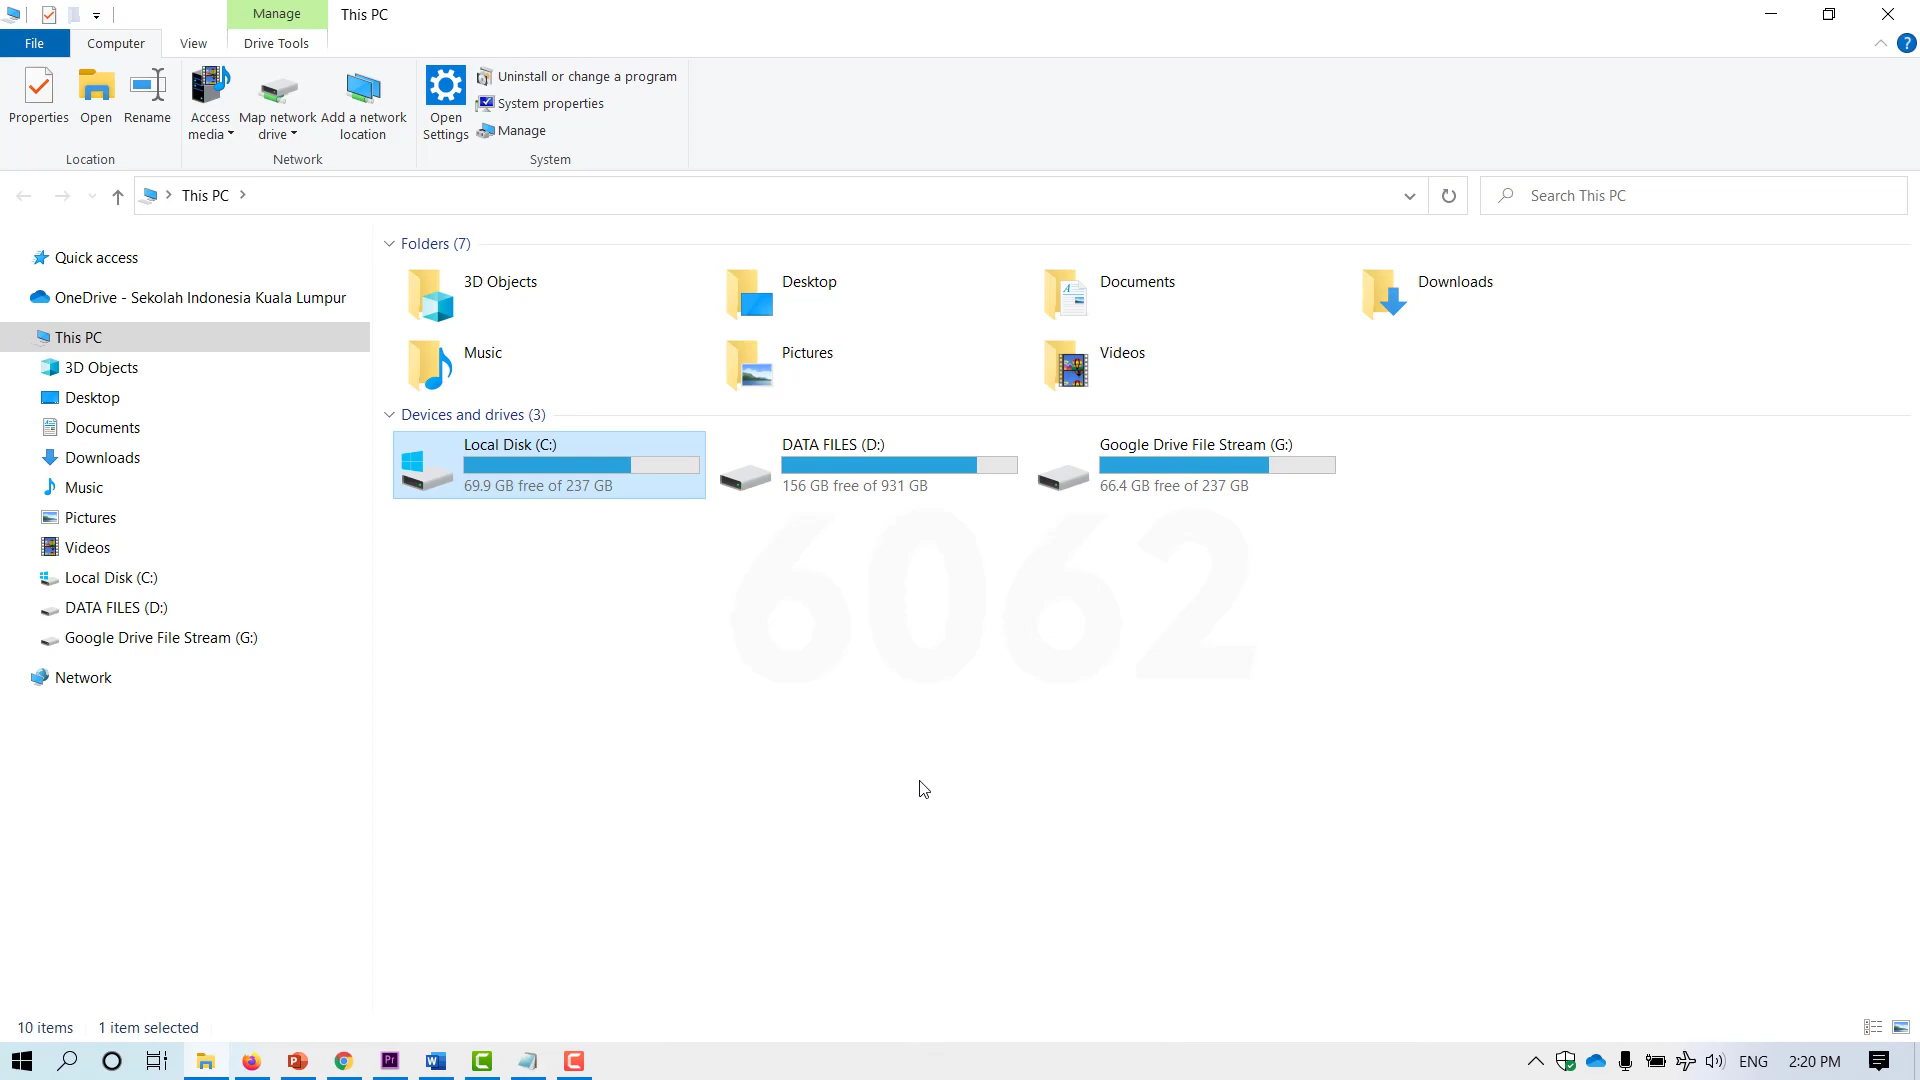 Manage
This PC
File
Computer
View
Drive Tools
Properties
Open
Rename
Access media
Map network drive
Add a network location
Open Settings
Uninstall or change a program
System properties
Manage
Location
Network
System
This PC
Search This PC
Quick access
OneDrive - Sekolah Indonesia Kuala Lumpur
This PC
3D Objects
Desktop
Documents
Downloads
Music
Pictures
Videos
Local Disk (C:)
DATA FILES (D:)
Google Drive File Stream (G:)
Network
Folders (7)
3D Objects
Desktop
Documents
Downloads
Music
Pictures
Videos
Devices and drives (3)
Local Disk (C:)
69.9 GB free of 237 GB
DATA FILES (D:)
156 GB free of 931 GB
Google Drive File Stream (G:)
66.4 GB free of 237 GB
6062
10 items
1 item selected
ENG
2:20 PM